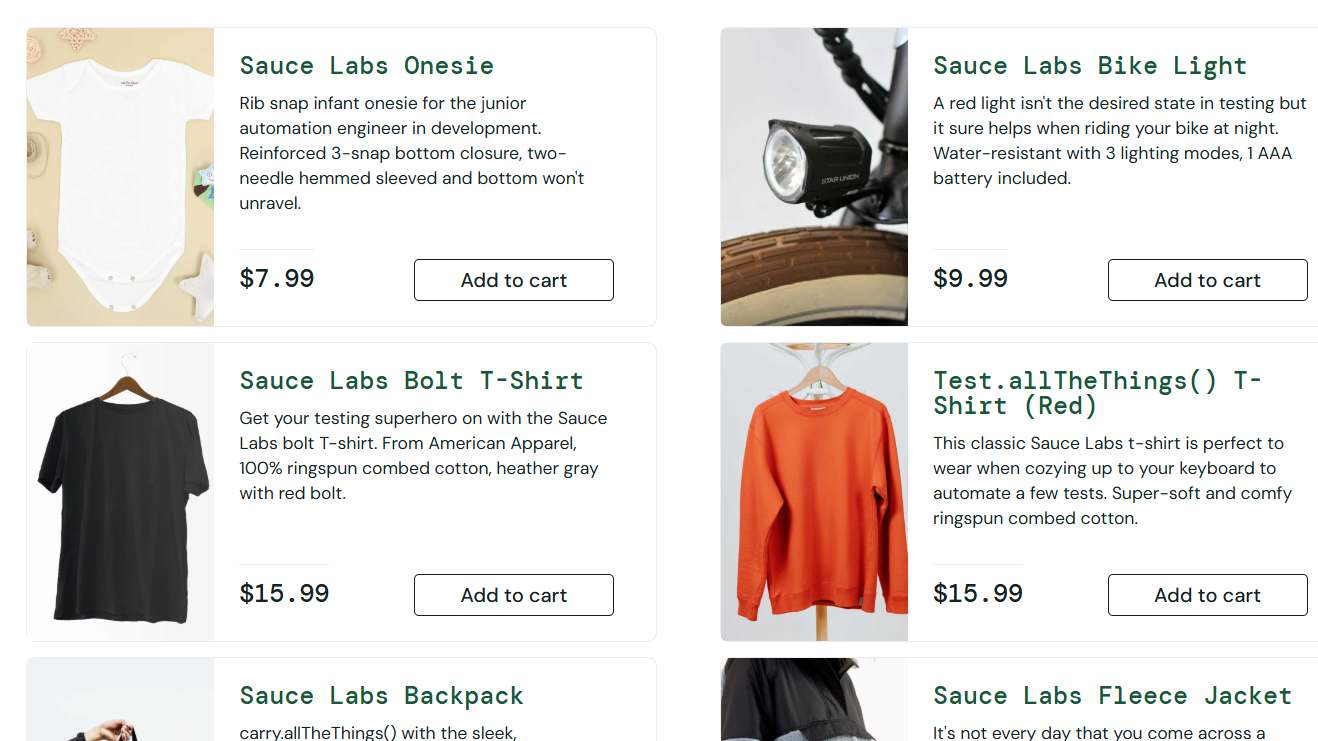 Sauce Labs Onesie
Rib snap infant onesie for the junior
automation engineer in development.
Reinforced 3-snap bottom closure, two-
needle hemmed sleeved and bottom won't
unravel.
$7.99
Add to cart
Sauce Labs Bike Light
A red light isn't the desired state in testing but
it sure helps when riding your bike at night.
Water-resistant with 3 lighting modes, 1 AAA
battery included.
$9.99
Add to cart
STAR UNION
Sauce Labs Bolt T-Shirt
Get your testing superhero on with the Sauce
Labs bolt T-shirt. From American Apparel,
100% ringspun combed cotton, heather gray
with red bolt.
$15.99
Add to cart
Test.allTheThings() T-
Shirt (Red)
This classic Sauce Labs t-shirt is perfect to
wear when cozying up to your keyboard to
automate a few tests. Super-soft and comfy
ringspun combed cotton.
$15.99
Add to cart
Sauce Labs Backpack
carry.allTheThings() with the sleek,
Sauce Labs Fleece Jacket
It's not every day that you come across a